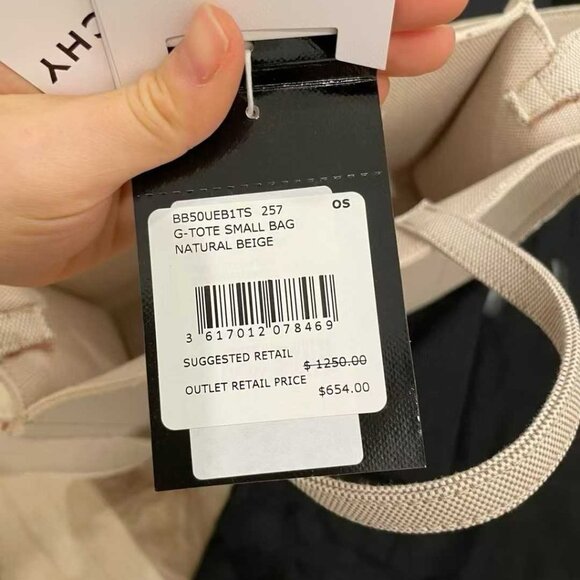 CHY
BB50UEB1TS 257 OS
G-TOTE SMALL BAG
NATURAL BEIGE
3 617012 078469
SUGGESTED RETAIL $ 1250.00
OUTLET RETAIL PRICE $654.00